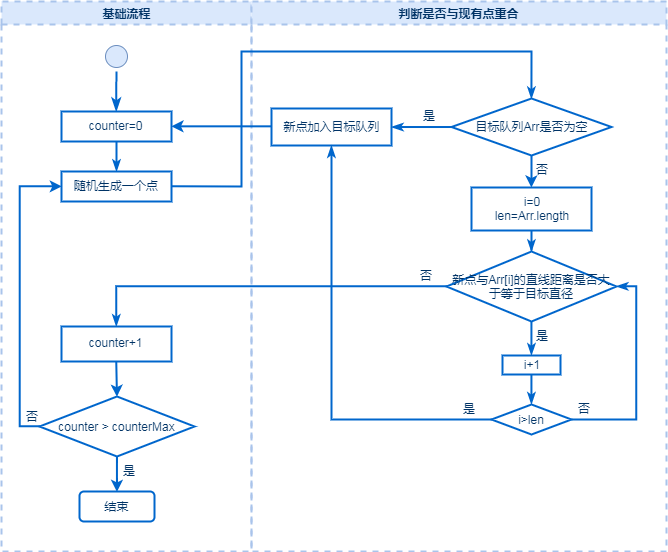 基础流程
判断是否与现有点重合
counter=0
新点加入目标队列
是
目标队列Arr是否为空
随机生成一个点
否
i=0
len=Arr.length
否
新点与Arr[i]的直线距离是否大
于等于目标直径
counter+1
是
i+1
否
counter > counterMax
是
i>len
否
是
结束